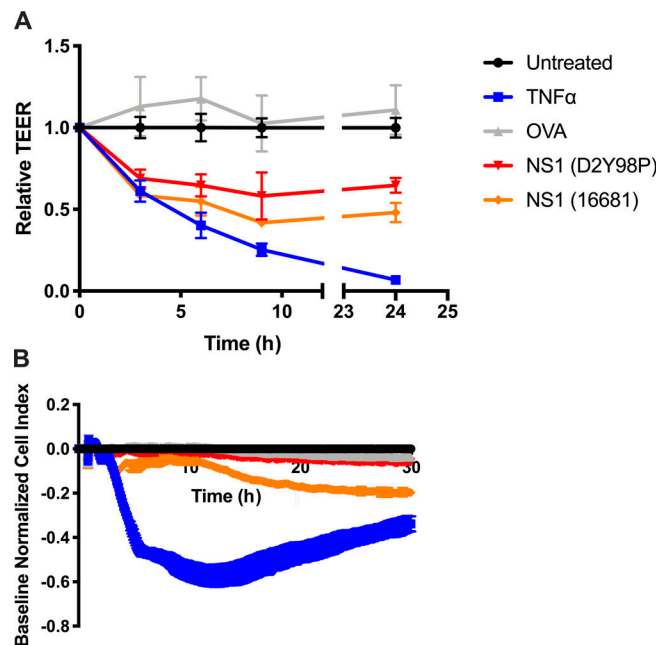 A
1.5
1.0
0.5
0.0
Relative TEER
0 5 10 23 24 25
Time (h)
Untreated
TNFα
OVA
NS1 (D2Y98P)
NS1 (16681)
B
0.2
0.0
-0.2
-0.4
-0.6
-0.8
Baseline Normalized Cell Index
10 20 30
Time (h)